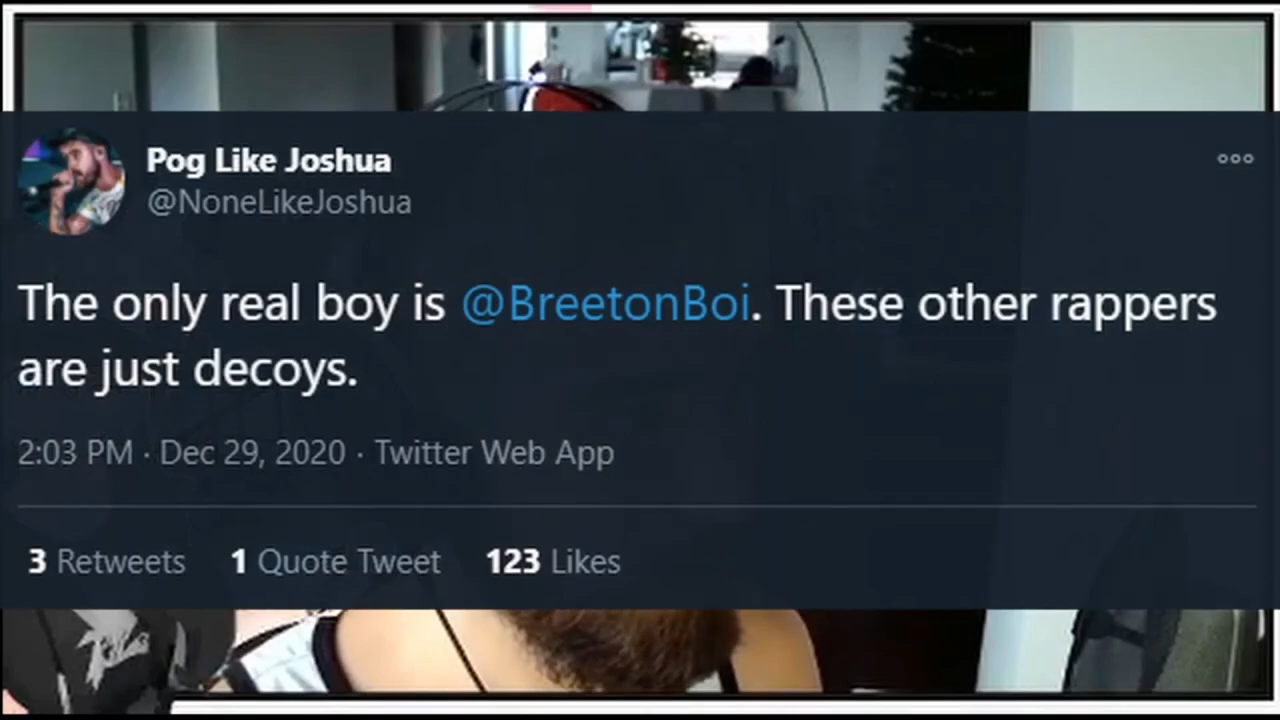 Pog Like Joshua
@NoneLikeJoshua
The only real boy is @BreetonBoi. These other rappers
are just decoys.
2:03 PM · Dec 29, 2020 · Twitter Web App
3 Retweets 1 Quote Tweet 123 Likes